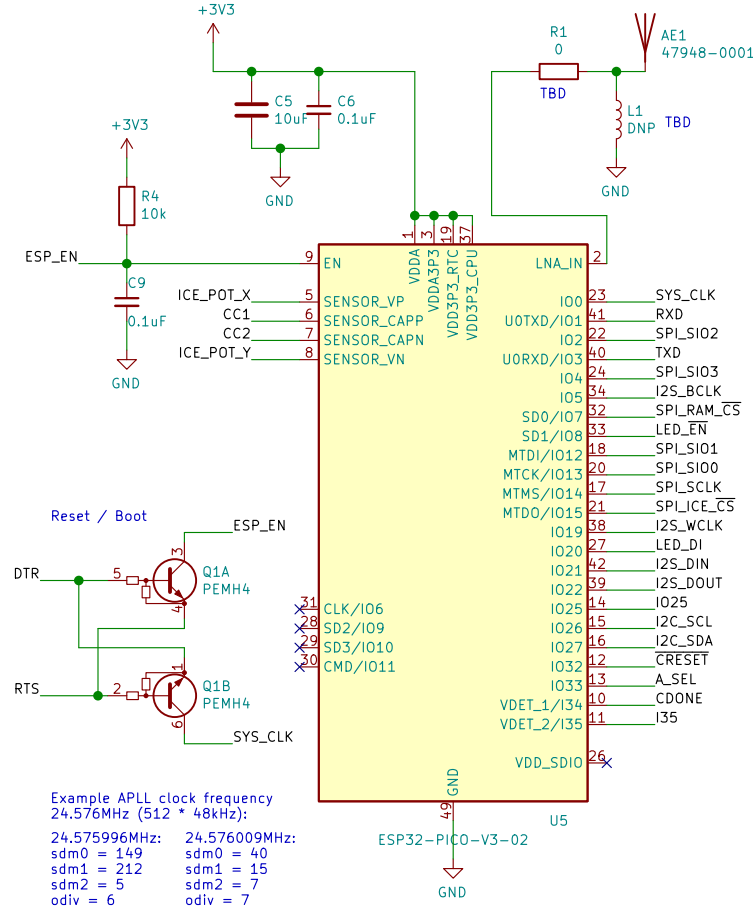 +3V3
R1
0
TBD
AE1
47948-0001
C5
10uF
C6
0.1uF
L1
DNP
TBD
GND
GND
+3V3
R4
10k
ESP_EN
C9
0.1uF
GND
1
3
19
37
VDDA
VDDA3P3
VDD3P3_RTC
VDD3P3_CPU
9 EN
LNA_IN 2
ICE_POT_X 5 SENSOR_VP
CC1 6 SENSOR_CAPP
CC2 7 SENSOR_CAPN
ICE_POT_Y 8 SENSOR_VN
IO0 23 SYS_CLK
U0TXD/IO1 41 RXD
IO2 22 SPI_SIO2
U0RXD/IO3 40 TXD
IO4 24 SPI_SIO3
IO5 34 I2S_BCLK
SD0/IO7 32 SPI_RAM_CS
SD1/IO8 33 LED_EN
MTDI/IO12 18 SPI_SIO1
MTCK/IO13 20 SPI_SIO0
MTMS/IO14 17 SPI_SCLK
MTDO/IO15 21 SPI_ICE_CS
IO19 38 I2S_WCLK
IO20 27 LED_DI
IO21 42 I2S_DIN
IO22 39 I2S_DOUT
IO25 14 IO25
IO26 15 I2C_SCL
IO27 16 I2C_SDA
IO32 12 CRESET
IO33 13 A_SEL
VDET_1/I34 10 CDONE
VDET_2/I35 11 I35
VDD_SDIO 26
31 CLK/IO6
28 SD2/IO9
29 SD3/IO10
30 CMD/IO11
GND
49
U5
ESP32-PICO-V3-02
GND
Reset / Boot
ESP_EN
3
DTR
5
Q1A
PEMH4
4
1
RTS
2
Q1B
PEMH4
6
SYS_CLK
Example APLL clock frequency
24.576MHz (512 * 48kHz):
24.575996MHz:
sdm0 = 149
sdm1 = 212
sdm2 = 5
odiv = 6
24.576009MHz:
sdm0 = 40
sdm1 = 15
sdm2 = 7
odiv = 7